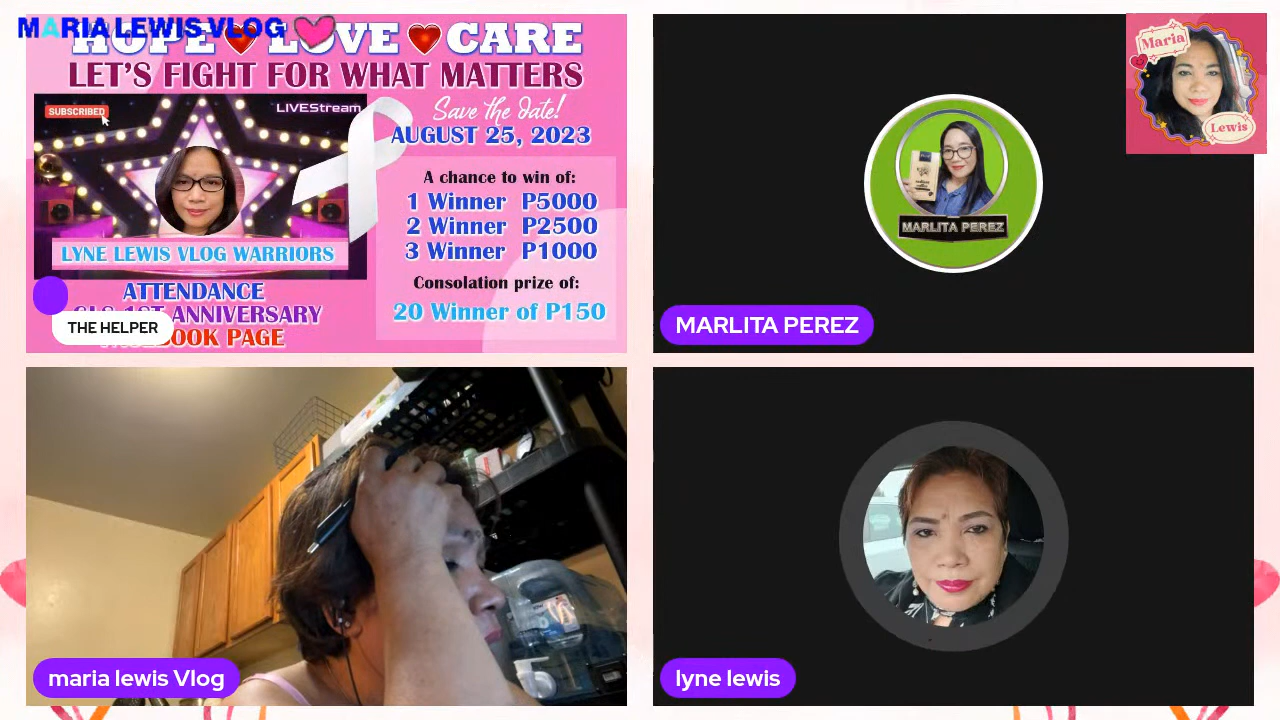 MARIA LEWIS VLOG
HOPE LOVE CARE
LET'S FIGHT FOR WHAT MATTERS
SUBSCRIBED
LIVEStream
Save the date!
AUGUST 25, 2023
A chance to win of:
1 Winner P5000
2 Winner P2500
3 Winner P1000
Consolation prize of:
20 Winner of P150
LYNE LEWIS VLOG WARRIORS
ATTENDANCE
1ST ANNIVERSARY
PAGE
THE HELPER
MARLITA PEREZ
MARLITA PEREZ
Maria
Lewis
maria lewis Vlog
lyne lewis